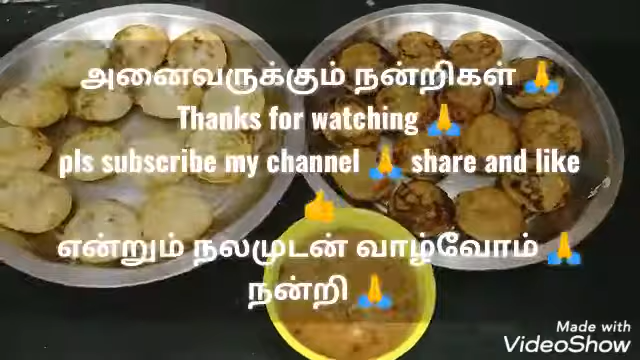 அனைவருக்கும் நன்றிகள் 🙏
Thanks for watching 🙏
pls subscribe my channel 🙏 share and like
👍
என்றும் நலமுடன் வாழ்வோம் 🙏
நன்றி 🙏
Made with
VideoShow